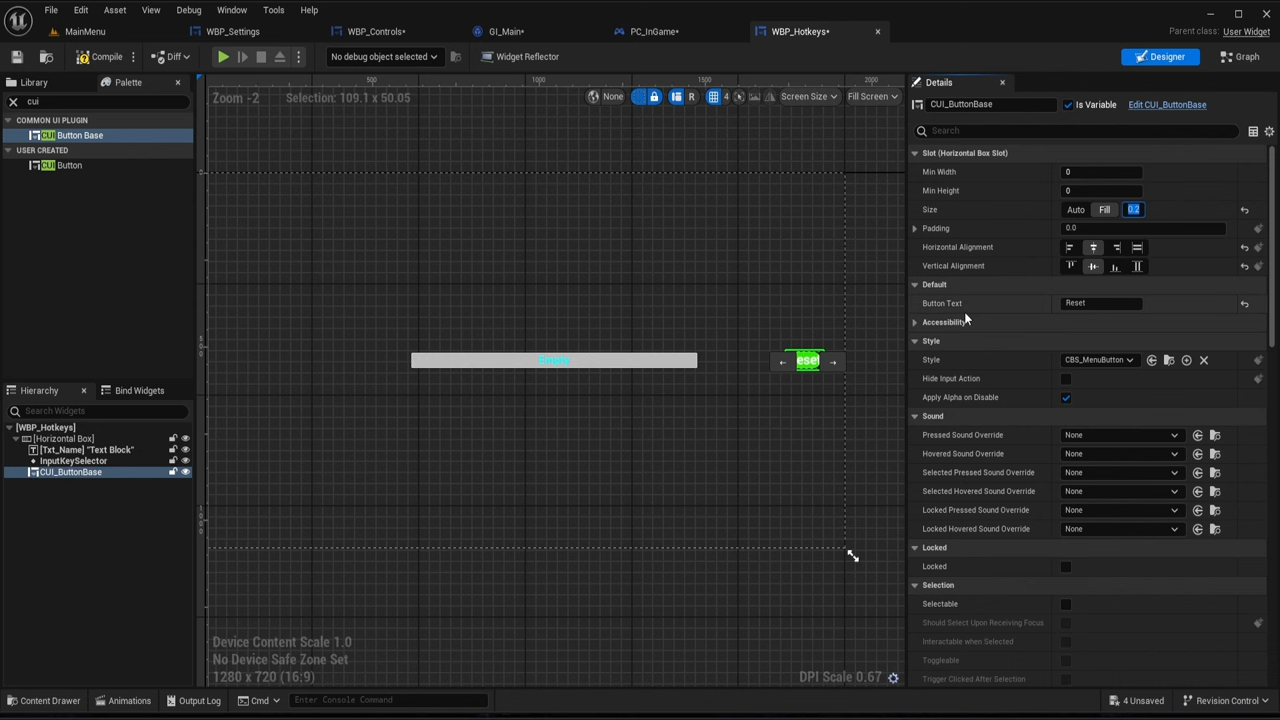 File Edit Asset View Debug Window Tools Help
MainMenu WBP_Settings WBP_Controls* GI_Main* PC_InGame* WBP_Hotkeys* Parent class: User Widget
Compile Diff No debug object selected Widget Reflector Designer Graph
Library Palette
cui
COMMON UI PLUGIN
CUI Button Base
USER CREATED
CUI Button
500 1000 1500 2000
Zoom -2 Selection: 109.1 x 50.05 None R 4 Screen Size Fill Screen
← ese →
Device Content Scale 1.0
No Device Safe Zone Set
1280 x 720 (16:9) DPI Scale 0.67
Hierarchy Bind Widgets
Search Widgets
[WBP_Hotkeys]
[Horizontal Box]
[Txt_Name] "Text Block"
InputKeySelector
CUI_ButtonBase
Details
CUI_ButtonBase Is Variable Edit CUI_ButtonBase
Search
Slot (Horizontal Box Slot)
Min Width 0
Min Height 0
Size Auto Fill 0.2
Padding 0.0
Horizontal Alignment
Vertical Alignment
Default
Button Text Reset
Accessibility
Style
Style CBS_MenuButton
Hide Input Action
Apply Alpha on Disable
Sound
Pressed Sound Override None
Hovered Sound Override None
Selected Pressed Sound Override None
Selected Hovered Sound Override None
Locked Pressed Sound Override None
Locked Hovered Sound Override None
Locked
Locked
Selection
Selectable
Should Select Upon Receiving Focus
Interactable when Selected
Toggleable
Trigger Clicked After Selection
Content Drawer Animations Output Log Cmd Enter Console Command 4 Unsaved Revision Control